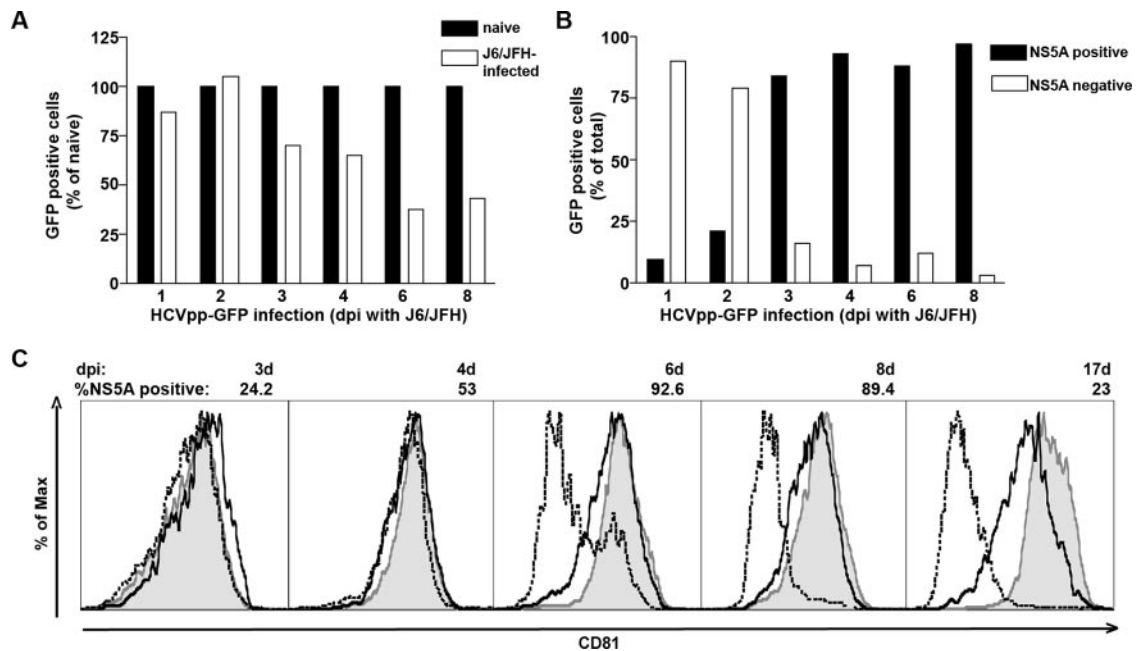 A
GFP positive cells
(% of naive)
125
100
75
50
25
0
naive
J6/JFH-
infected
1 2 3 4 6 8
HCVpp-GFP infection (dpi with J6/JFH)
B
GFP positive cells
(% of total)
100
75
50
25
0
NS5A positive
NS5A negative
1 2 3 4 6 8
HCVpp-GFP infection (dpi with J6/JFH)
C
dpi: 3d 4d 6d 8d 17d
%NS5A positive: 24.2 53 92.6 89.4 23
% of Max
CD81